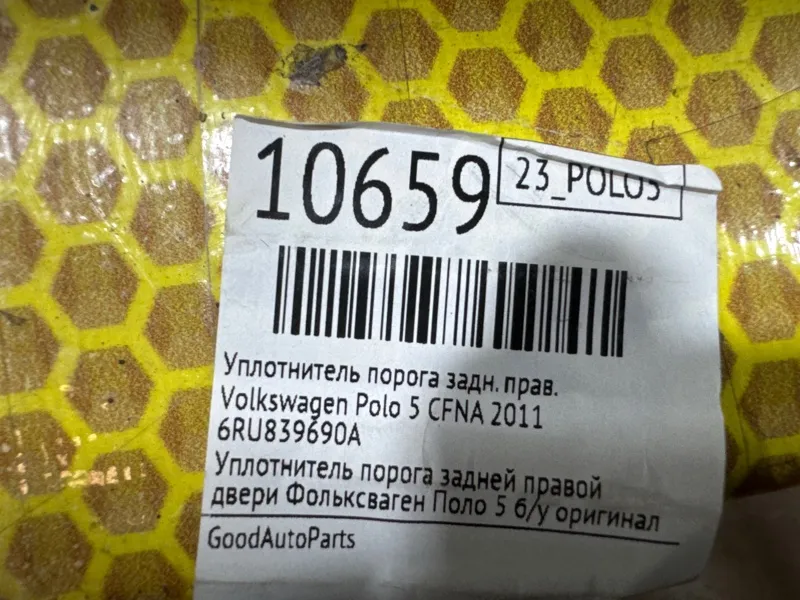 10659
23_POLO5
Уплотнитель порога задн. прав.
Volkswagen Polo 5 CFNA 2011
6RU839690A
Уплотнитель порога задней правой
двери Фольксваген Поло 5 б/у оригинал
GoodAutoParts